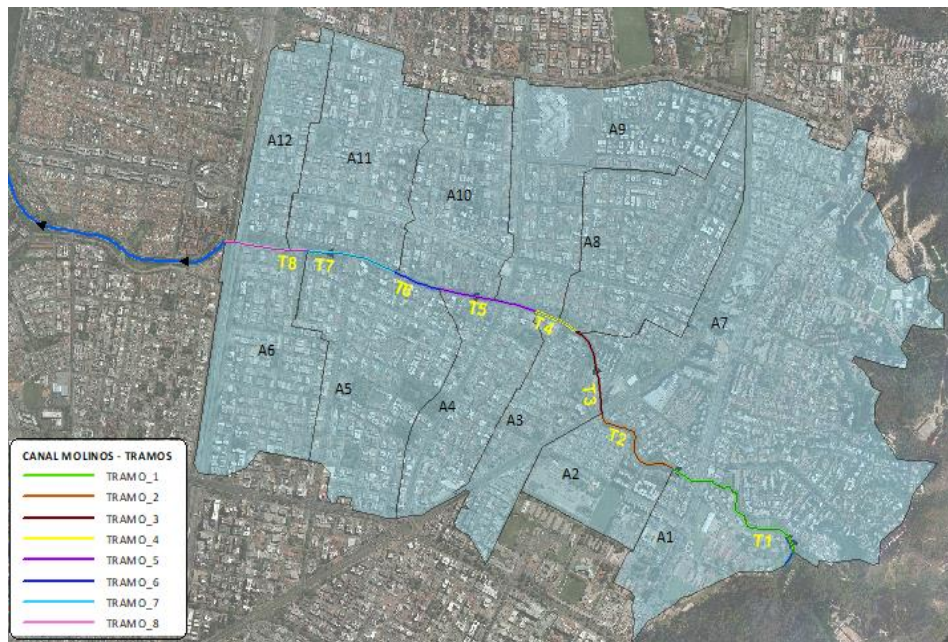 A9
A12
A11
A10
A8
T8
T7
T6
T5
A7
T4
A6
A5
T3
A4
A3
T2
A2
A1
T1
CANAL MOLINOS - TRAMOS
TRAMO_1
TRAMO_2
TRAMO_3
TRAMO_4
TRAMO_5
TRAMO_6
TRAMO_7
TRAMO_8